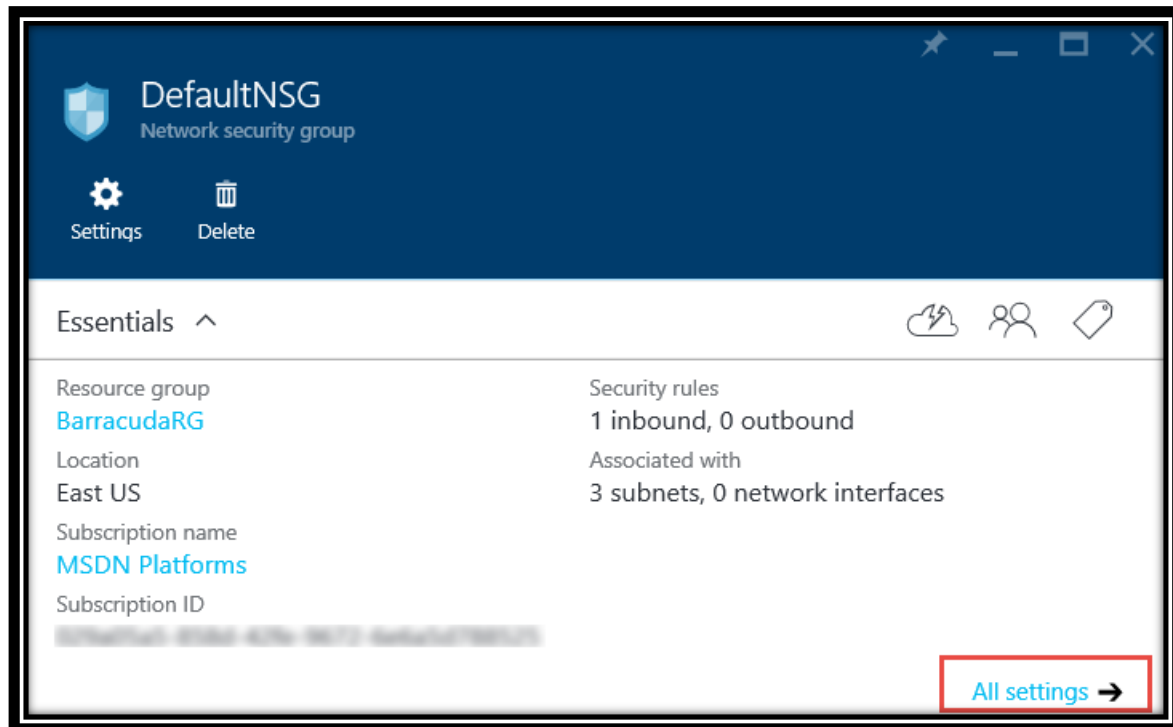 DefaultNSG
Network security group
Settings
Delete
Essentials
Resource group
BarracudaRG
Location
East US
Subscription name
MSDN Platforms
Subscription ID
Security rules
1 inbound, 0 outbound
Associated with
3 subnets, 0 network interfaces
All settings